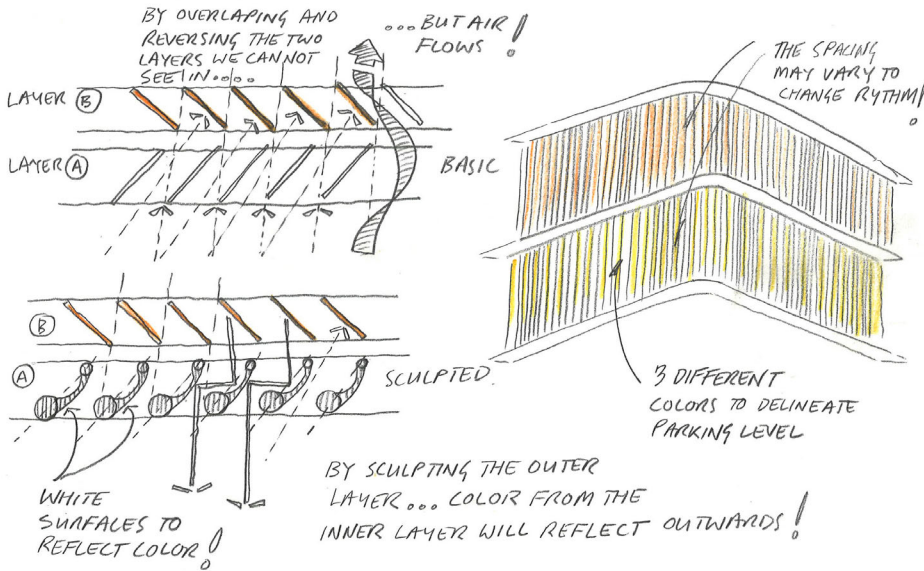 BY OVERLAPING AND
REVERSING THE TWO
LAYERS WE CANNOT
SEE IN....
...BUT AIR
FLOWS !
LAYER B
LAYER A
BASIC
THE SPACING
MAY VARY TO
CHANGE RYTHM!
B
A
SCULPTED.
3 DIFFERENT
COLORS TO DELINEATE
PARKING LEVEL
WHITE
SURFACES TO
REFLECT COLOR!
BY SCULPTING THE OUTER
LAYER... COLOR FROM THE
INNER LAYER WILL REFLECT OUTWARDS!